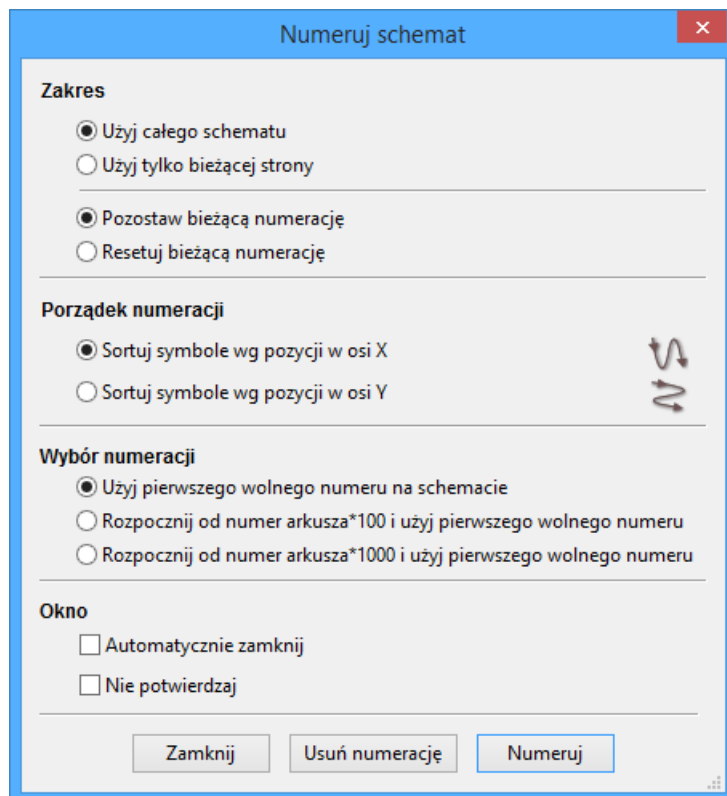 Numeruj schemat
Zakres
Użyj całego schematu
Użyj tylko bieżącej strony
Pozostaw bieżącą numerację
Resetuj bieżącą numerację
Porządek numeracji
Sortuj symbole wg pozycji w osi X
Sortuj symbole wg pozycji w osi Y
Wybór numeracji
Użyj pierwszego wolnego numeru na schemacie
Rozpocznij od numer arkusza*100 i użyj pierwszego wolnego numeru
Rozpocznij od numer arkusza*1000 i użyj pierwszego wolnego numeru
Okno
Automatycznie zamknij
Nie potwierdzaj
Zamknij Usuń numerację Numeruj